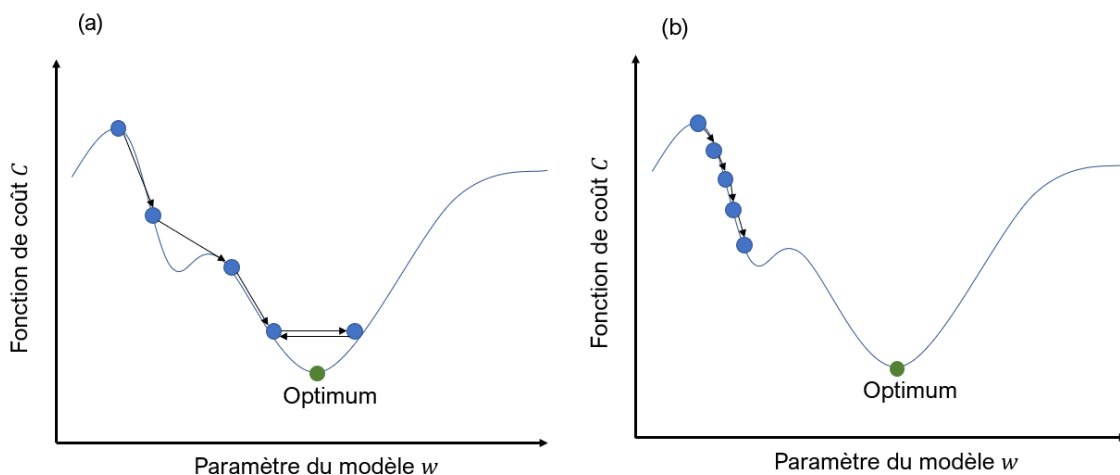 (a)
Fonction de coût C
Optimum
Paramètre du modèle w
(b)
Fonction de coût C
Optimum
Paramètre du modèle w